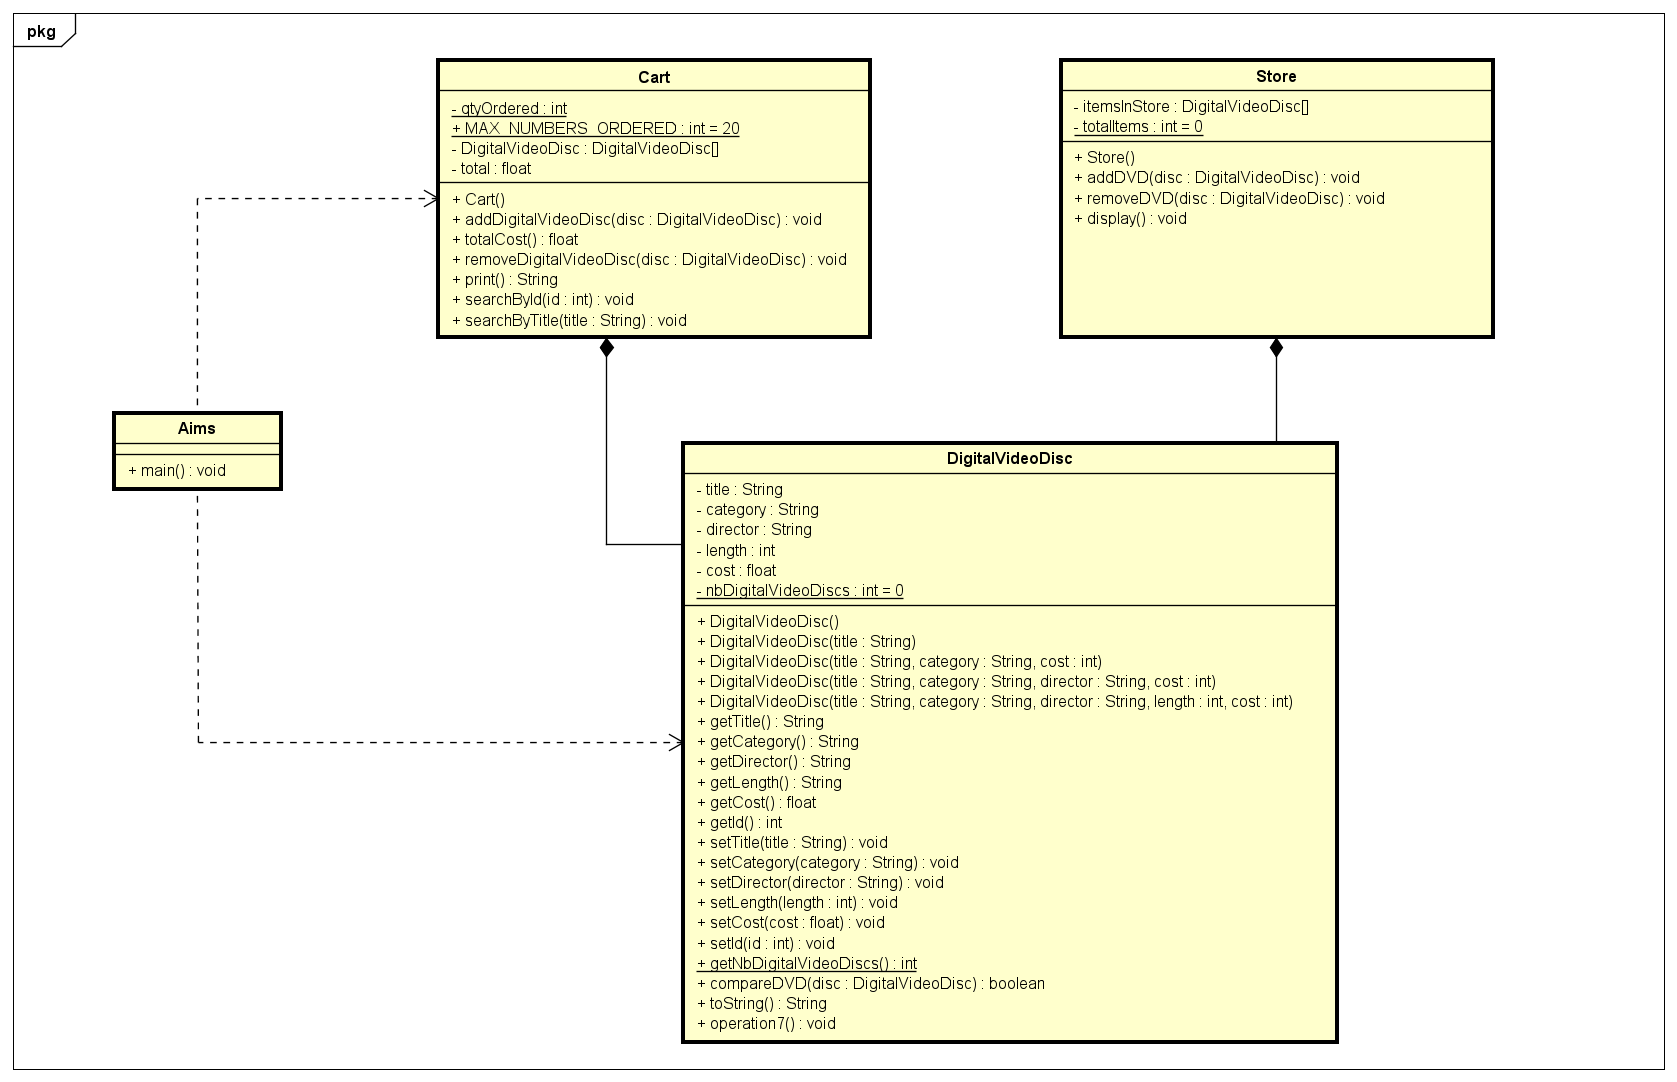 pkg
Cart
- qtyOrdered : int
+ MAX_NUMBERS_ORDERED : int = 20
- DigitalVideoDisc : DigitalVideoDisc[]
- total : float
+ Cart()
+ addDigitalVideoDisc(disc : DigitalVideoDisc) : void
+ totalCost() : float
+ removeDigitalVideoDisc(disc : DigitalVideoDisc) : void
+ print() : String
+ searchById(id : int) : void
+ searchByTitle(title : String) : void
Store
- itemsInStore : DigitalVideoDisc[]
- totalItems : int = 0
+ Store()
+ addDVD(disc : DigitalVideoDisc) : void
+ removeDVD(disc : DigitalVideoDisc) : void
+ display() : void
Aims
+ main() : void
DigitalVideoDisc
- title : String
- category : String
- director : String
- length : int
- cost : float
- nbDigitalVideoDiscs : int = 0
+ DigitalVideoDisc()
+ DigitalVideoDisc(title : String)
+ DigitalVideoDisc(title : String, category : String, cost : int)
+ DigitalVideoDisc(title : String, category : String, director : String, cost : int)
+ DigitalVideoDisc(title : String, category : String, director : String, length : int, cost : int)
+ getTitle() : String
+ getCategory() : String
+ getDirector() : String
+ getLength() : String
+ getCost() : float
+ getId() : int
+ setTitle(title : String) : void
+ setCategory(category : String) : void
+ setDirector(director : String) : void
+ setLength(length : int) : void
+ setCost(cost : float) : void
+ setId(id : int) : void
+ getNbDigitalVideoDiscs() : int
+ compareDVD(disc : DigitalVideoDisc) : boolean
+ toString() : String
+ operation7() : void